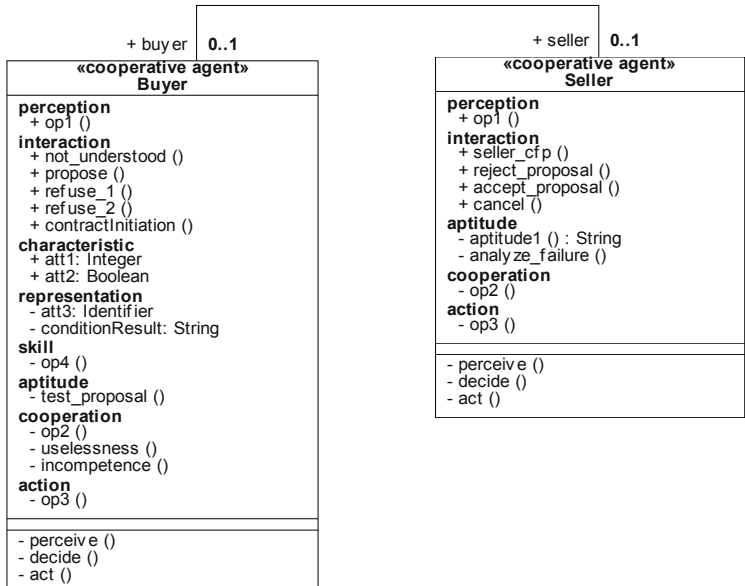 + buyer 0..1
«cooperative agent»
Buyer
perception
+ op1 ()
interaction
+ not_understood ()
+ propose ()
+ refuse_1 ()
+ refuse_2 ()
+ contractInitiation ()
characteristic
+ att1: Integer
+ att2: Boolean
representation
- att3: Identifier
- conditionResult: String
skill
- op4 ()
aptitude
- test_proposal ()
cooperation
- op2 ()
- uselessness ()
- incompetence ()
action
- op3 ()
- perceive ()
- decide ()
- act ()
+ seller 0..1
«cooperative agent»
Seller
perception
+ op1 ()
interaction
+ seller_cfp ()
+ reject_proposal ()
+ accept_proposal ()
+ cancel ()
aptitude
- aptitude1 () : String
- analyze_failure ()
cooperation
- op2 ()
action
- op3 ()
- perceive ()
- decide ()
- act ()